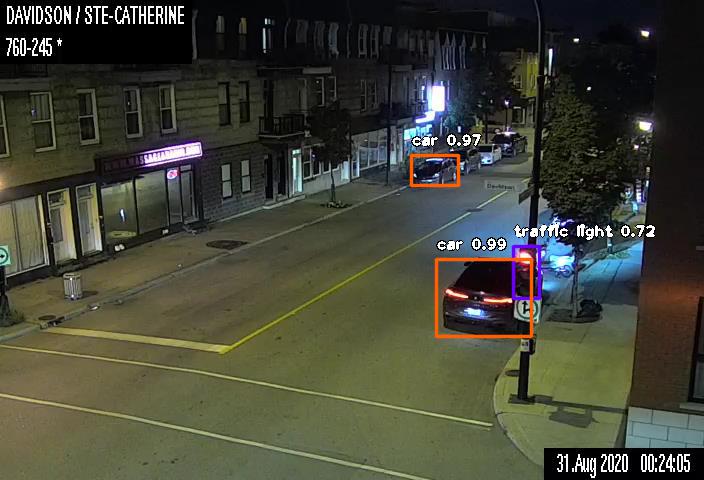 DAVIDSON / STE-CATHERINE
760-245 *
car 0.97
Davidson
traffic light 0.72
car 0.99
31.Aug 2020 00:24:05